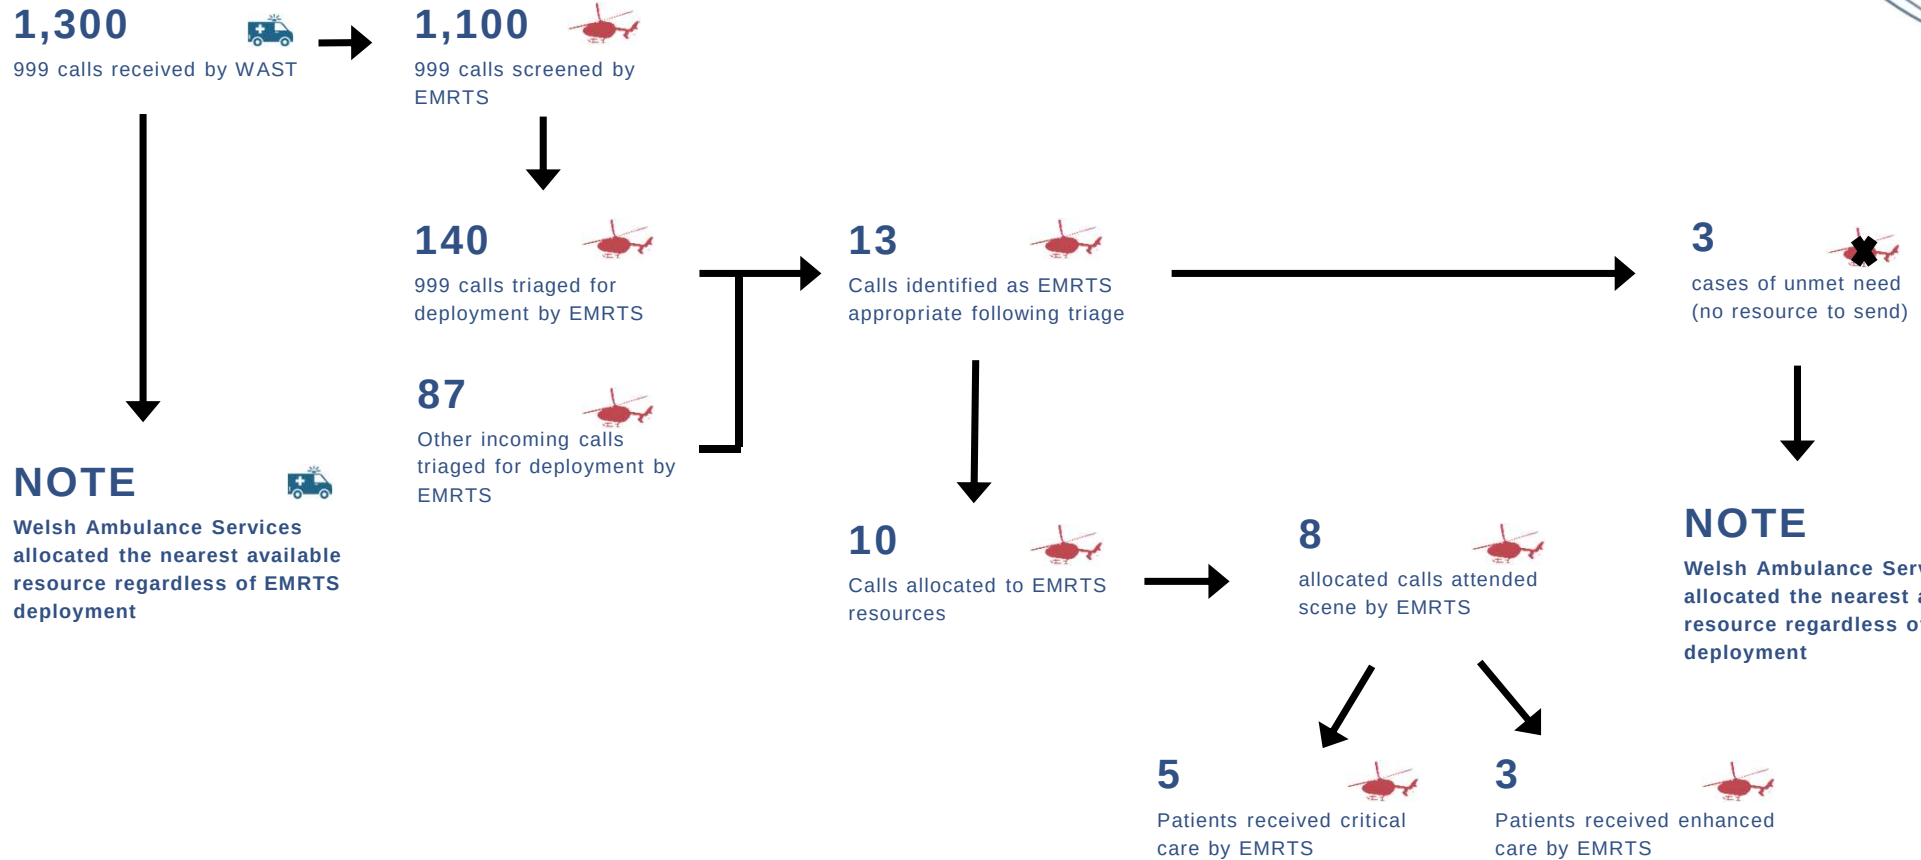 1,300
999 calls received by WAST
1,100
999 calls screened by
EMRTS
140
999 calls triaged for
deployment by EMRTS
87
Other incoming calls
triaged for deployment by
EMRTS
13
Calls identified as EMRTS
appropriate following triage
3
cases of unmet need
(no resource to send)
NOTE
Welsh Ambulance Services
allocated the nearest available
resource regardless of EMRTS
deployment
10
Calls allocated to EMRTS
resources
8
allocated calls attended
scene by EMRTS
NOTE
Welsh Ambulance
allocated the nearest
resource regardless
deployment
5
Patients received critical
care by EMRTS
3
Patients received enhanced
care by EMRTS